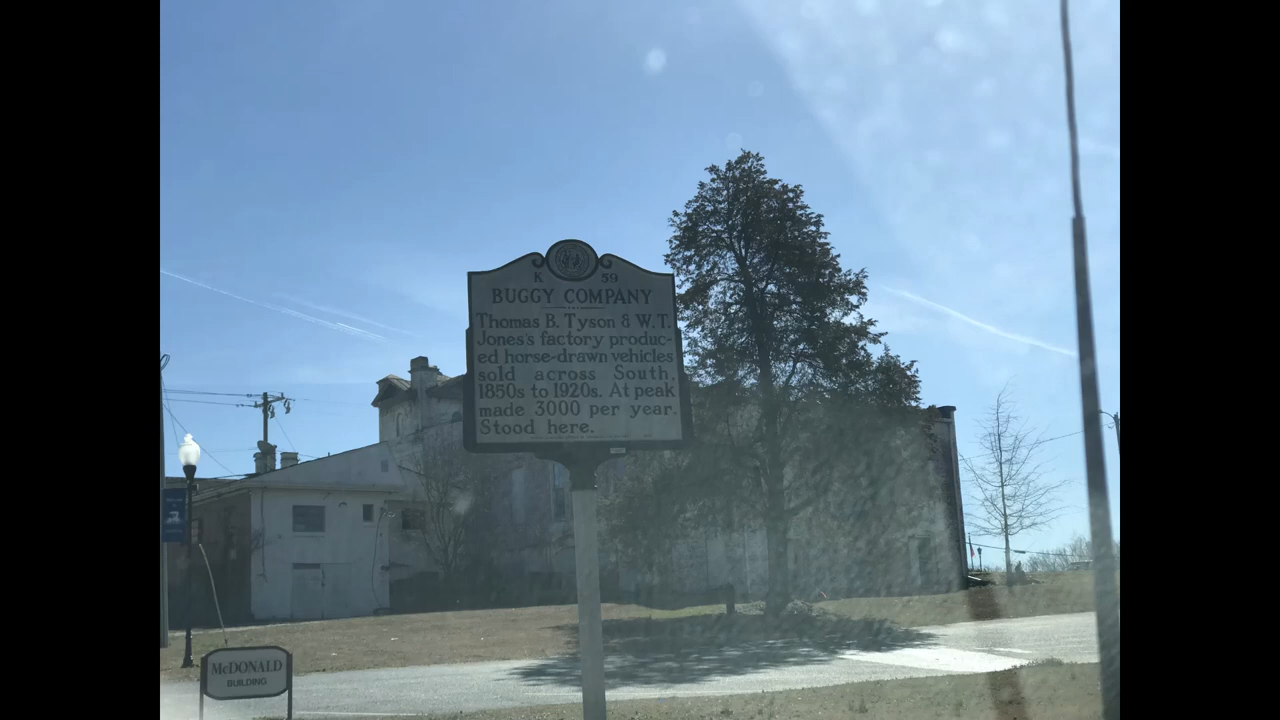 K 59
BUGGY COMPANY
Thomas B. Tyson & W.T.
Jones's factory produc-
ed horse-drawn vehicles
sold across South,
1850s to 1920s. At peak
made 3000 per year.
Stood here.
McDONALD
BUILDING